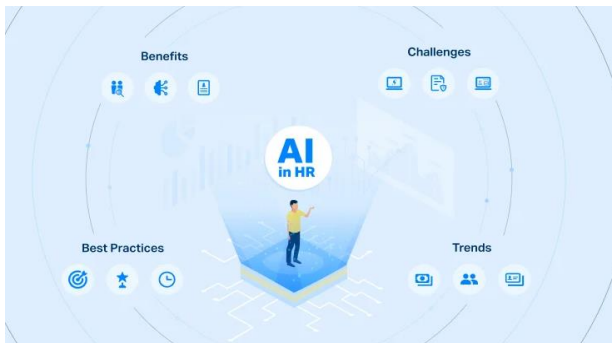 Benefits
Challenges
AI
in HR
Best Practices
Trends